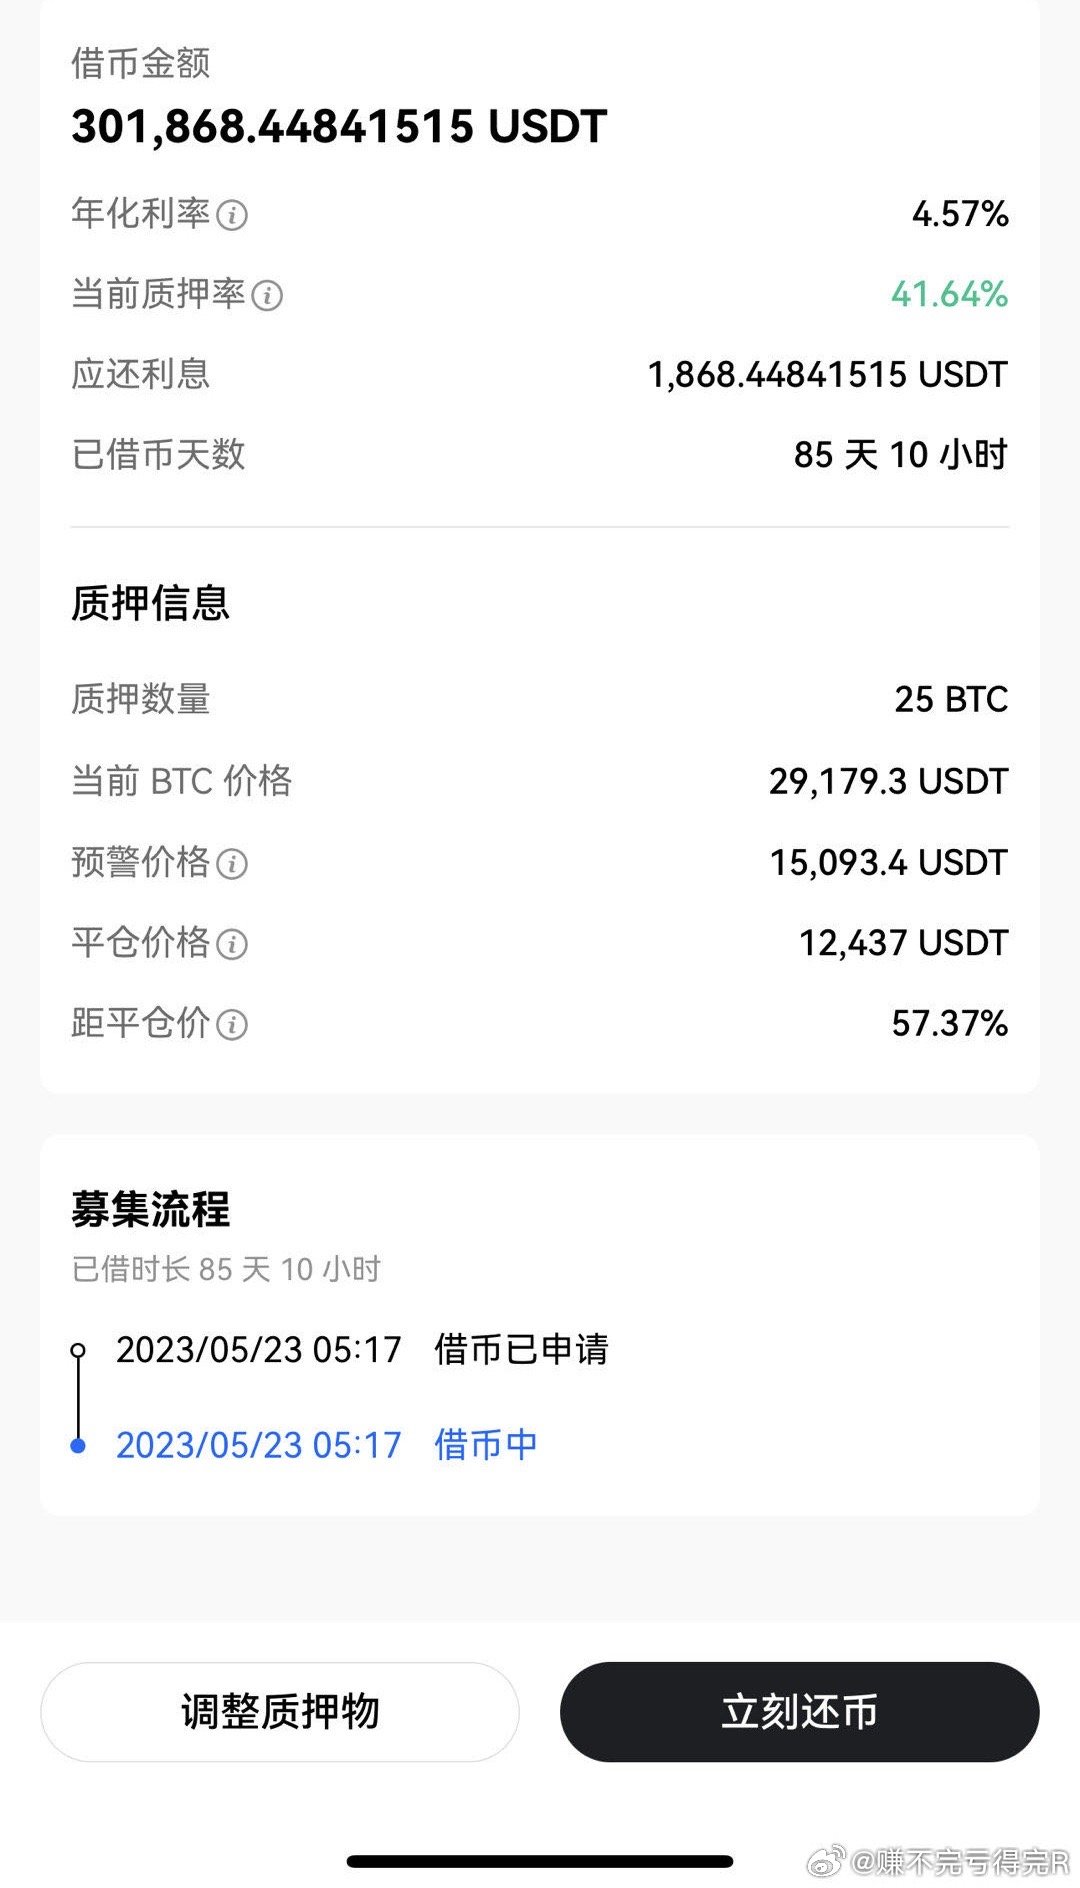 借币金额
301,868.44841515 USDT
年化利率 4.57%
当前质押率 41.64%
应还利息 1,868.44841515 USDT
已借币天数 85 天 10 小时
质押信息
质押数量 25 BTC
当前 BTC 价格 29,179.3 USDT
预警价格 15,093.4 USDT
平仓价格 12,437 USDT
距平仓价 57.37%
募集流程
已借时长 85 天 10 小时
2023/05/23 05:17 借币已申请
2023/05/23 05:17 借币中
调整质押物 立刻还币
@赚不完亏得完R